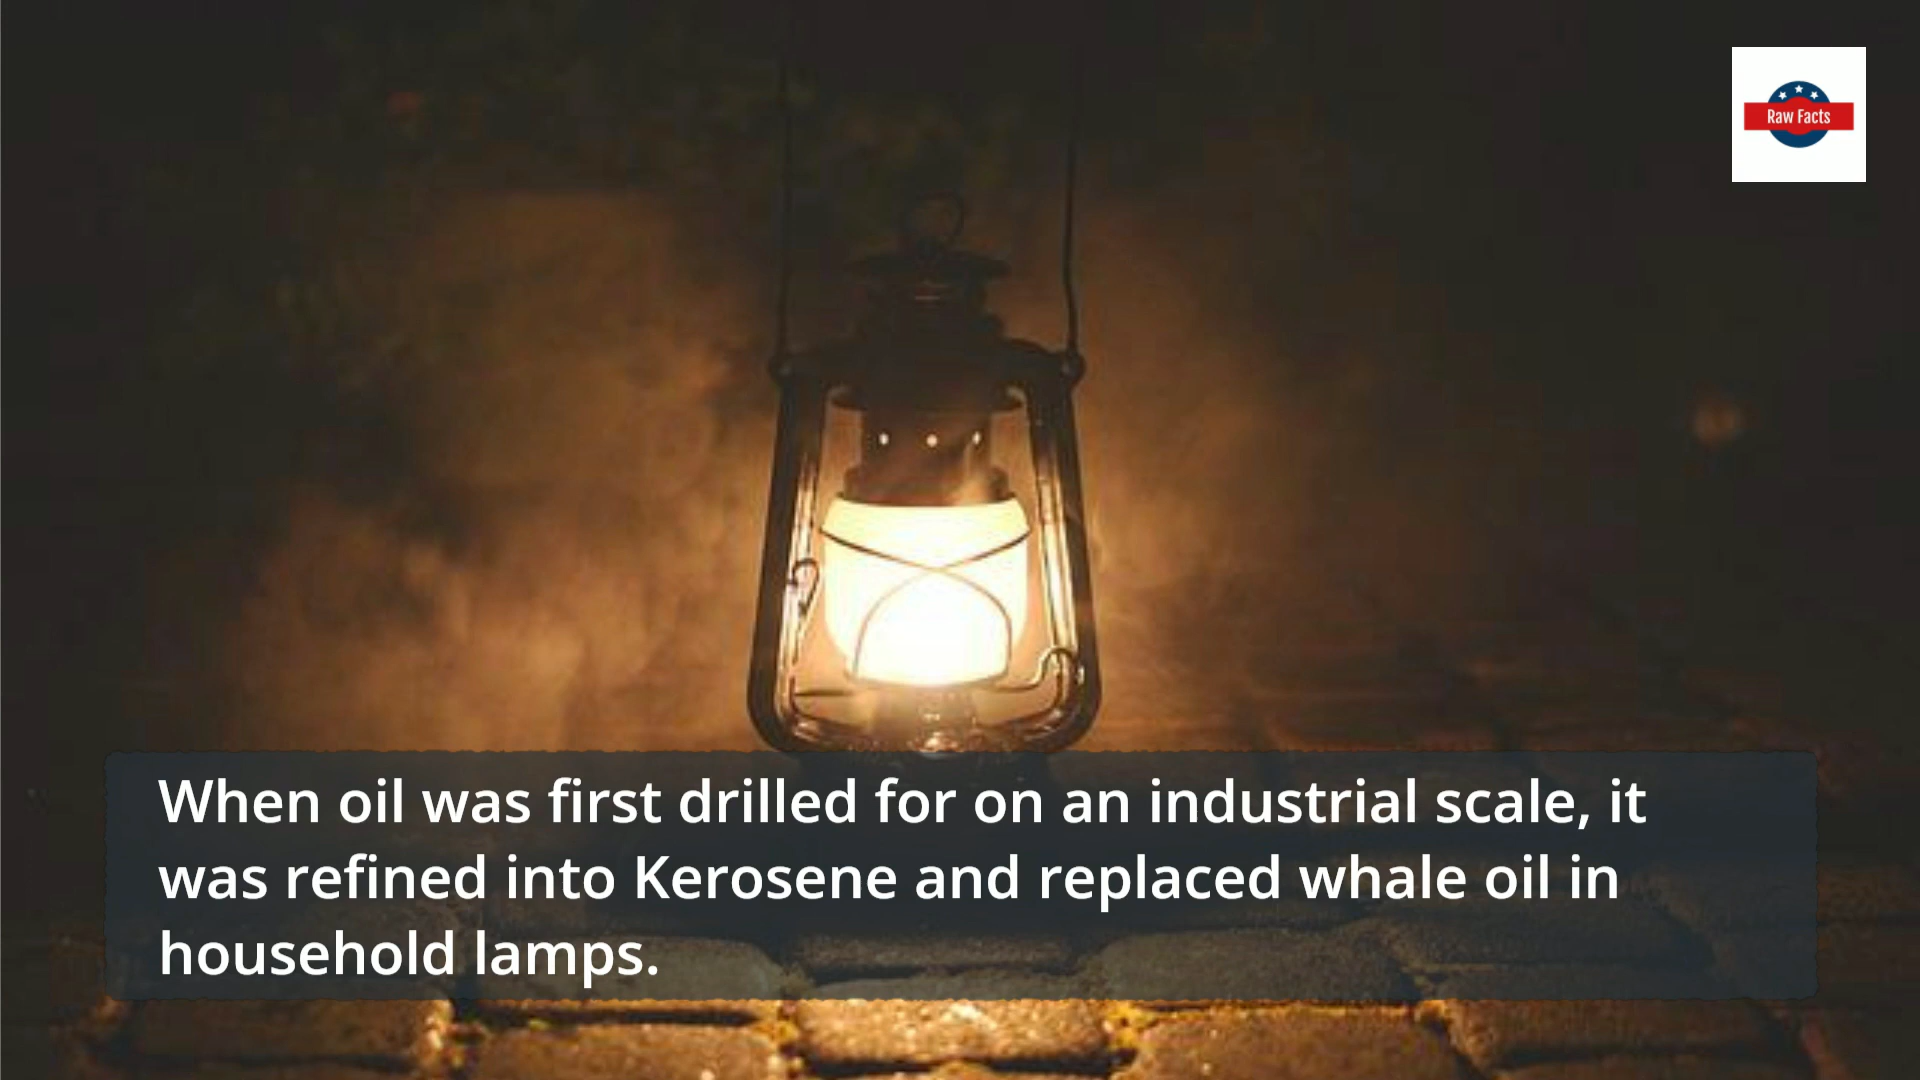 Raw Facts
When oil was first drilled for on an industrial scale, it
was refined into Kerosene and replaced whale oil in
household lamps.